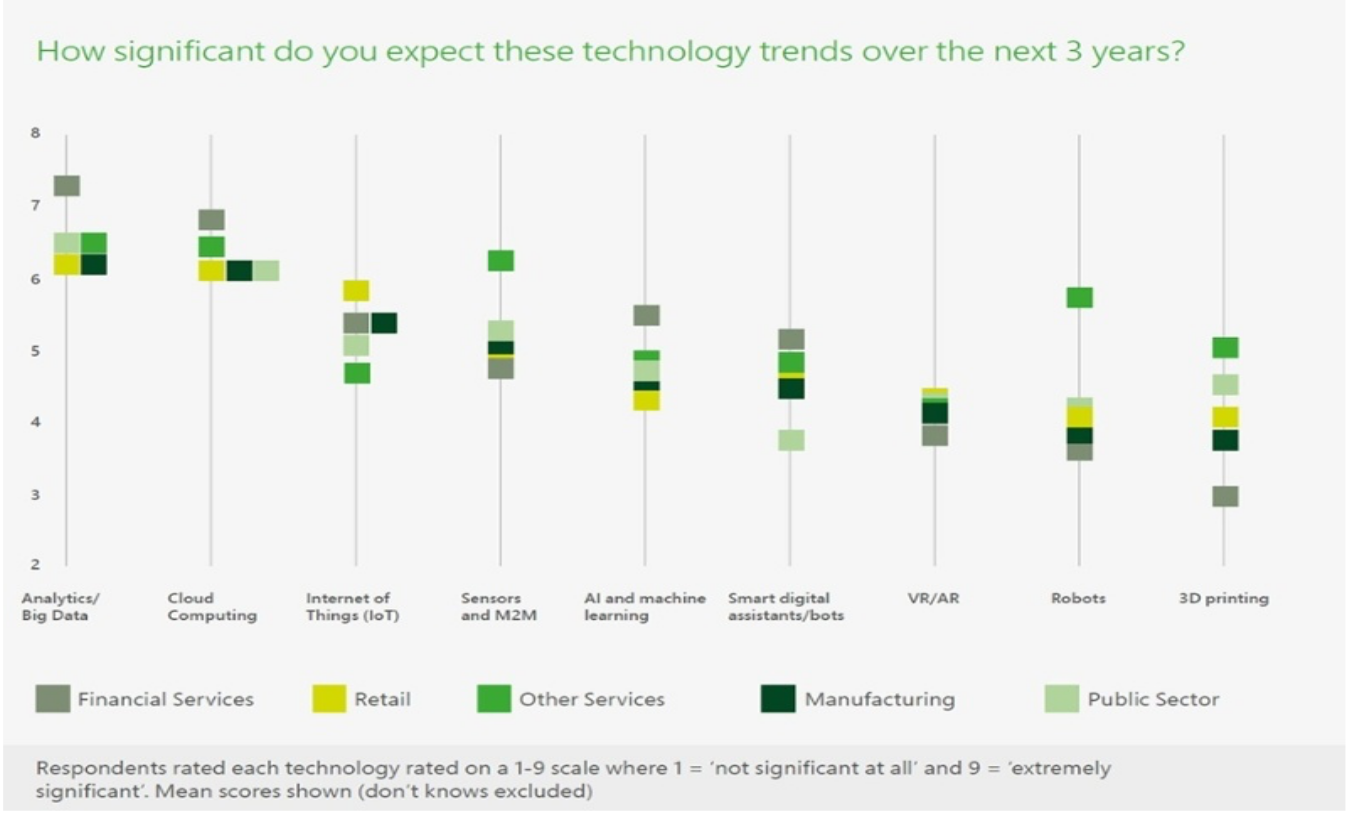 How significant do you expect these technology trends over the next 3 years?
8
7
6
5
4
3
2
Analytics/
Big Data
Cloud
Computing
Internet of
Things (IoT)
Sensors
and M2M
AI and machine
learning
Smart digital
assistants/bots
VR/AR
Robots
3D printing
Financial Services
Retail
Other Services
Manufacturing
Public Sector
Respondents rated each technology rated on a 1-9 scale where 1 = ‘not significant at all’ and 9 = ‘extremely
significant’. Mean scores shown (don’t knows excluded)